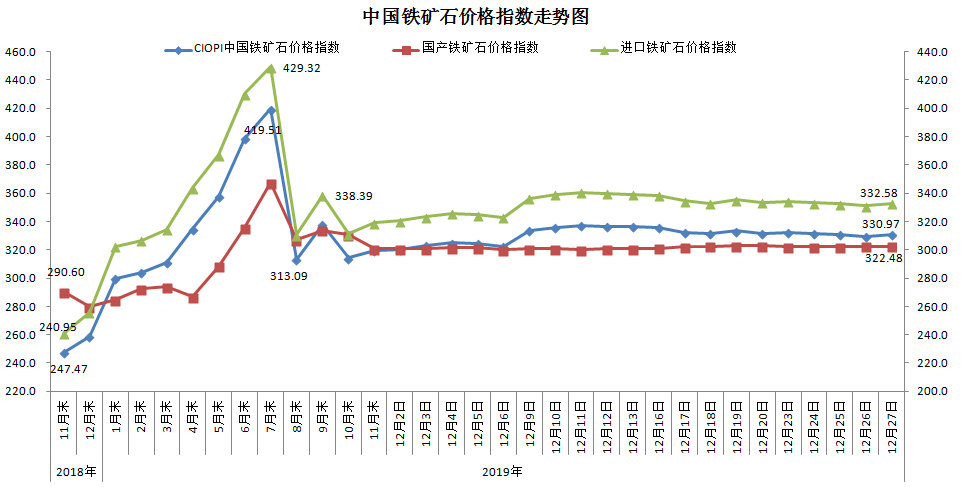 中国铁矿石价格指数走势图
CIOPI中国铁矿石价格指数 国产铁矿石价格指数 进口铁矿石价格指数
460.0
440.0
420.0
400.0
380.0
360.0
340.0
320.0
300.0
280.0
260.0
240.0
220.0
440.0
420.0
400.0
380.0
360.0
340.0
320.0
300.0
280.0
260.0
240.0
220.0
200.0
429.32
419.51
338.39
313.09
290.60
240.95
247.47
332.58
330.97
322.48
11月末
12月末
1月末
2月末
3月末
4月末
5月末
6月末
7月末
8月末
9月末
10月末
11月末
12月2日
12月3日
12月4日
12月5日
12月6日
12月9日
12月10日
12月11日
12月12日
12月13日
12月16日
12月17日
12月18日
12月19日
12月20日
12月23日
12月24日
12月25日
12月26日
12月27日
2018年 2019年